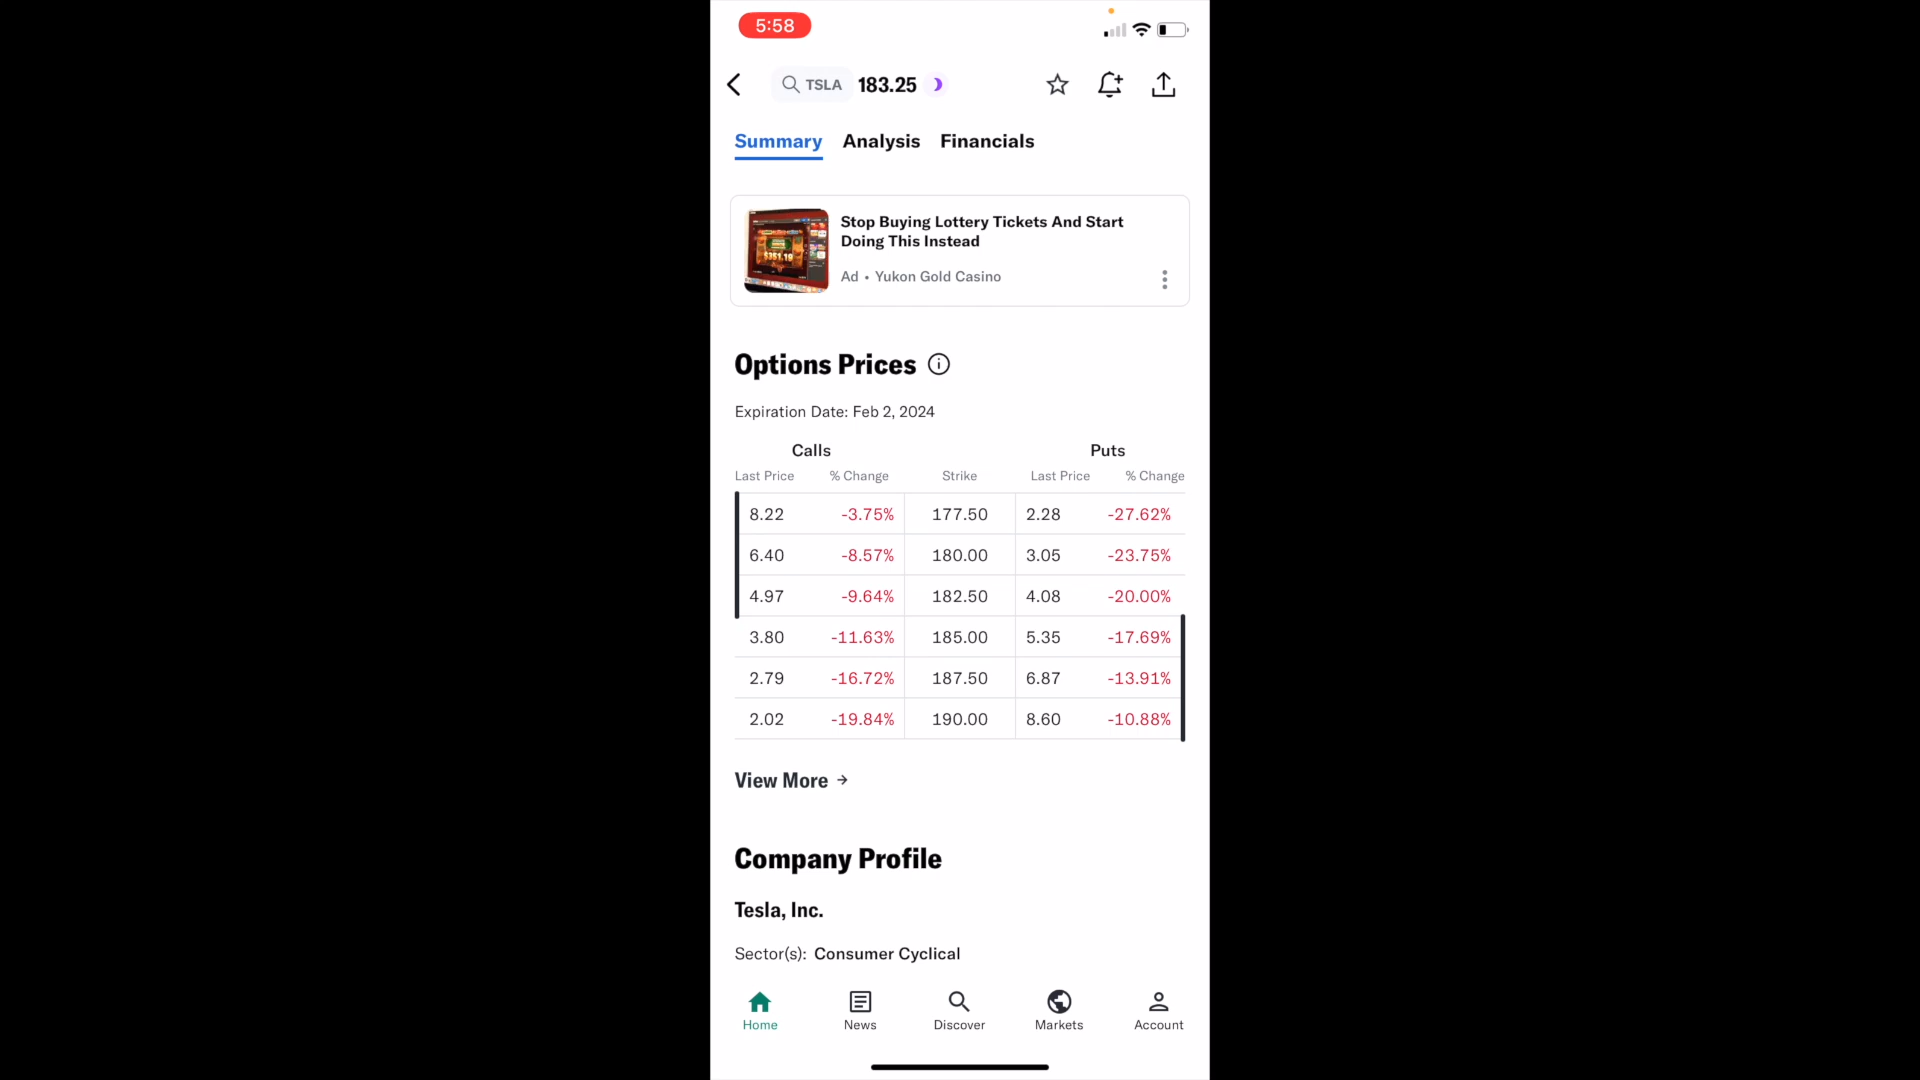 5:58
TSLA 183.25
Summary Analysis Financials
Stop Buying Lottery Tickets And Start
Doing This Instead
Ad • Yukon Gold Casino
$351.19
Options Prices
Expiration Date: Feb 2, 2024
Calls Puts
Last Price % Change Strike Last Price % Change
8.22 -3.75% 177.50 2.28 -27.62%
6.40 -8.57% 180.00 3.05 -23.75%
4.97 -9.64% 182.50 4.08 -20.00%
3.80 -11.63% 185.00 5.35 -17.69%
2.79 -16.72% 187.50 6.87 -13.91%
2.02 -19.84% 190.00 8.60 -10.88%
View More →
Company Profile
Tesla, Inc.
Sector(s): Consumer Cyclical
Home News Discover Markets Account